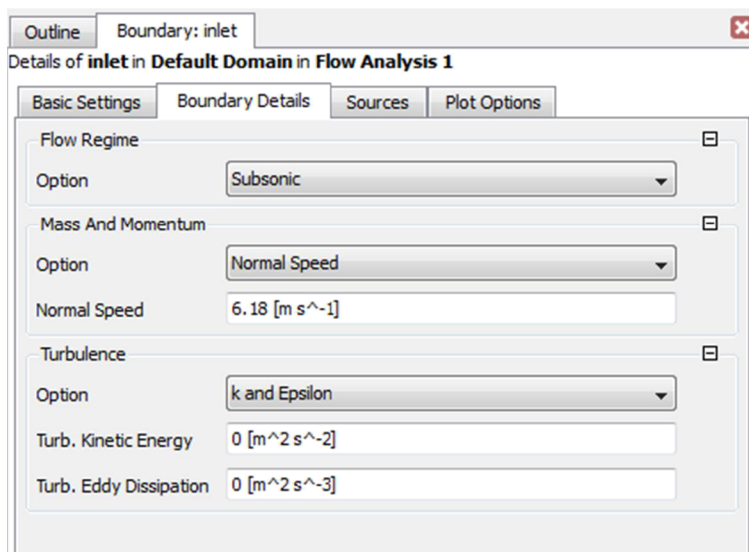 Outline Boundary: inlet
Details of inlet in Default Domain in Flow Analysis 1
Basic Settings Boundary Details Sources Plot Options
Flow Regime
Option Subsonic
Mass And Momentum
Option Normal Speed
Normal Speed 6.18 [m s^-1]
Turbulence
Option k and Epsilon
Turb. Kinetic Energy 0 [m^2 s^-2]
Turb. Eddy Dissipation 0 [m^2 s^-3]